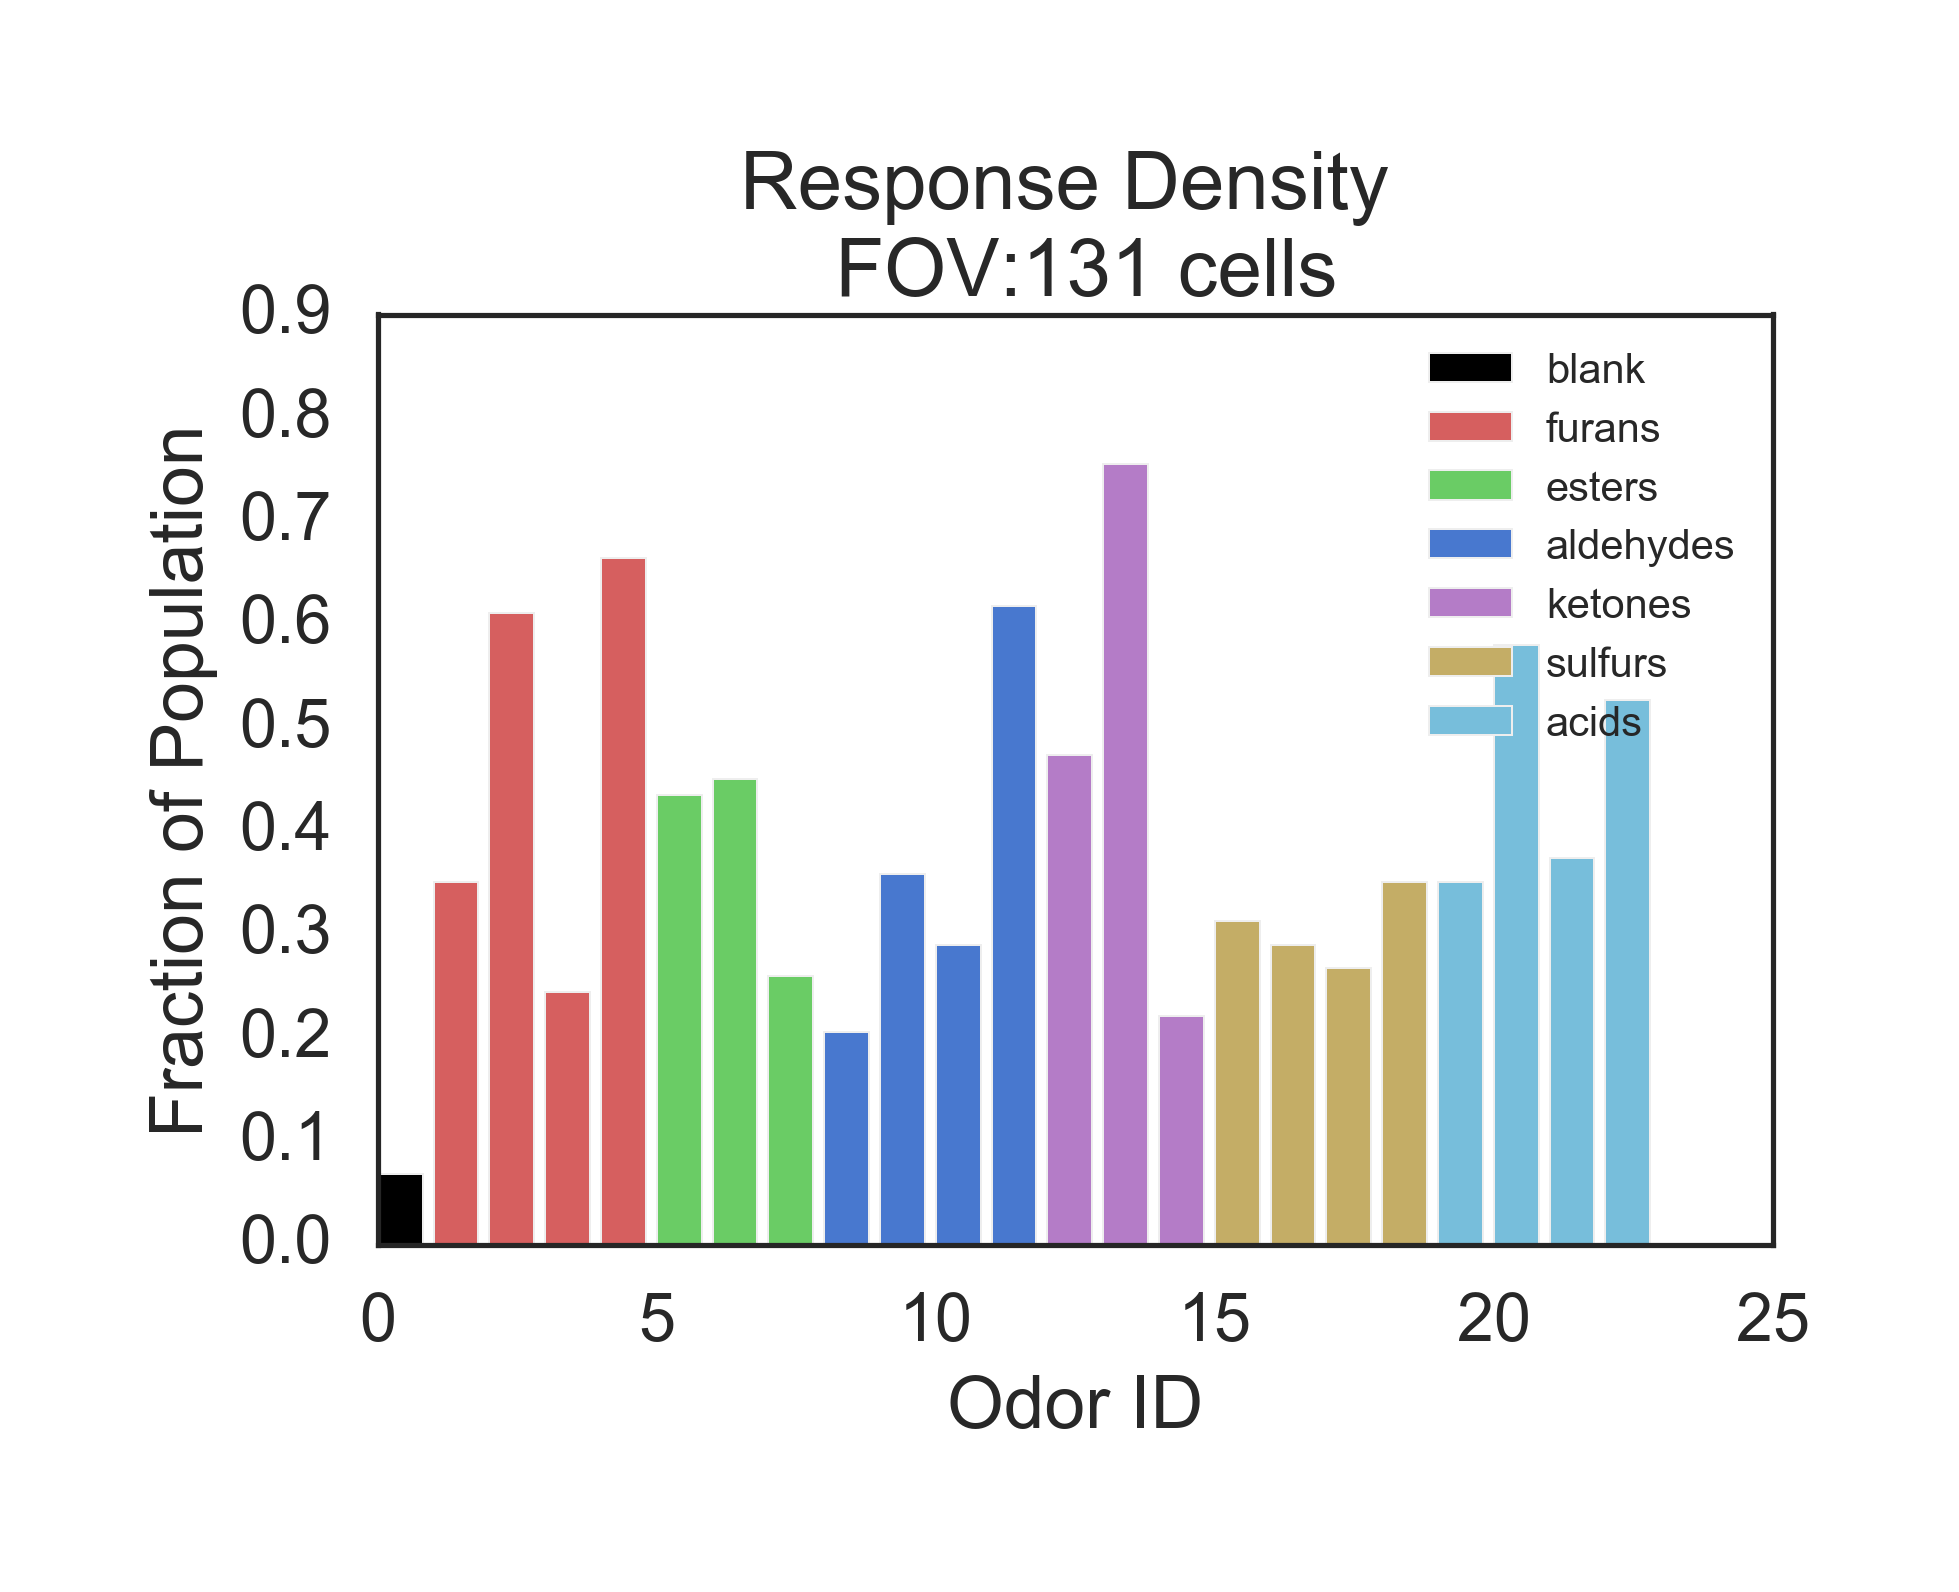 Response Density
FOV:131 cells
0.9
0.8
0.7
0.6
0.5
0.4
0.3
0.2
0.1
0.0
Fraction of Population
blank
furans
esters
aldehydes
ketones
sulfurs
acids
0 5 10 15 20 25
Odor ID